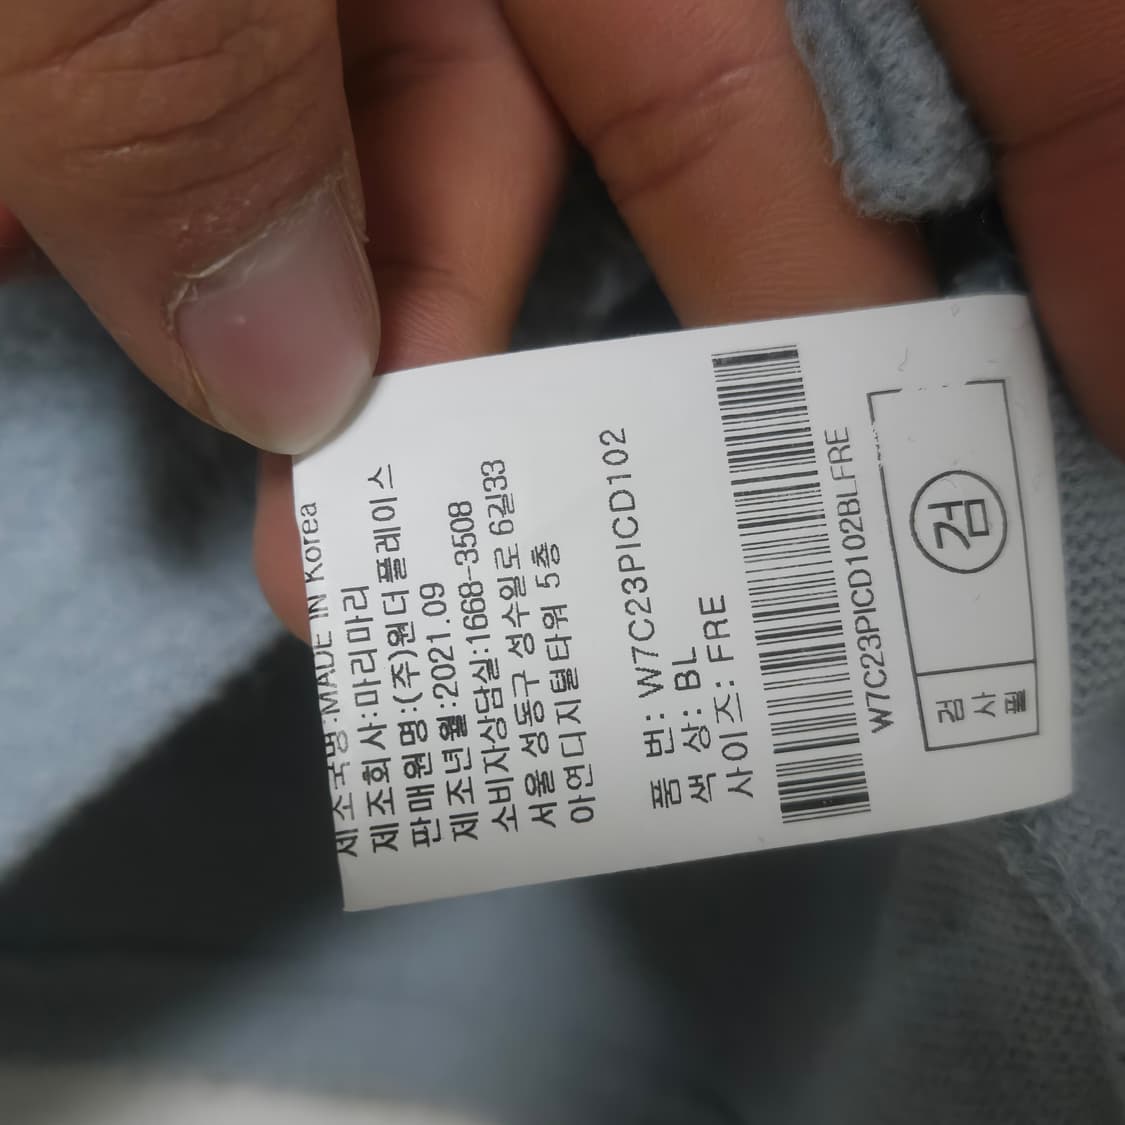 제조국명:MADE IN Korea
제조회사:마리마리
판매원명:(주)원더플레이스
제조년월:2021.09
소비자상담실:1668-3508
서울 성동구 성수일로 6길33
아연디지털타워 5층
품 번: W7C23PICD102
색 상: BL
사이즈: FRE
W7C23PICD102BLFRE
검사필
검